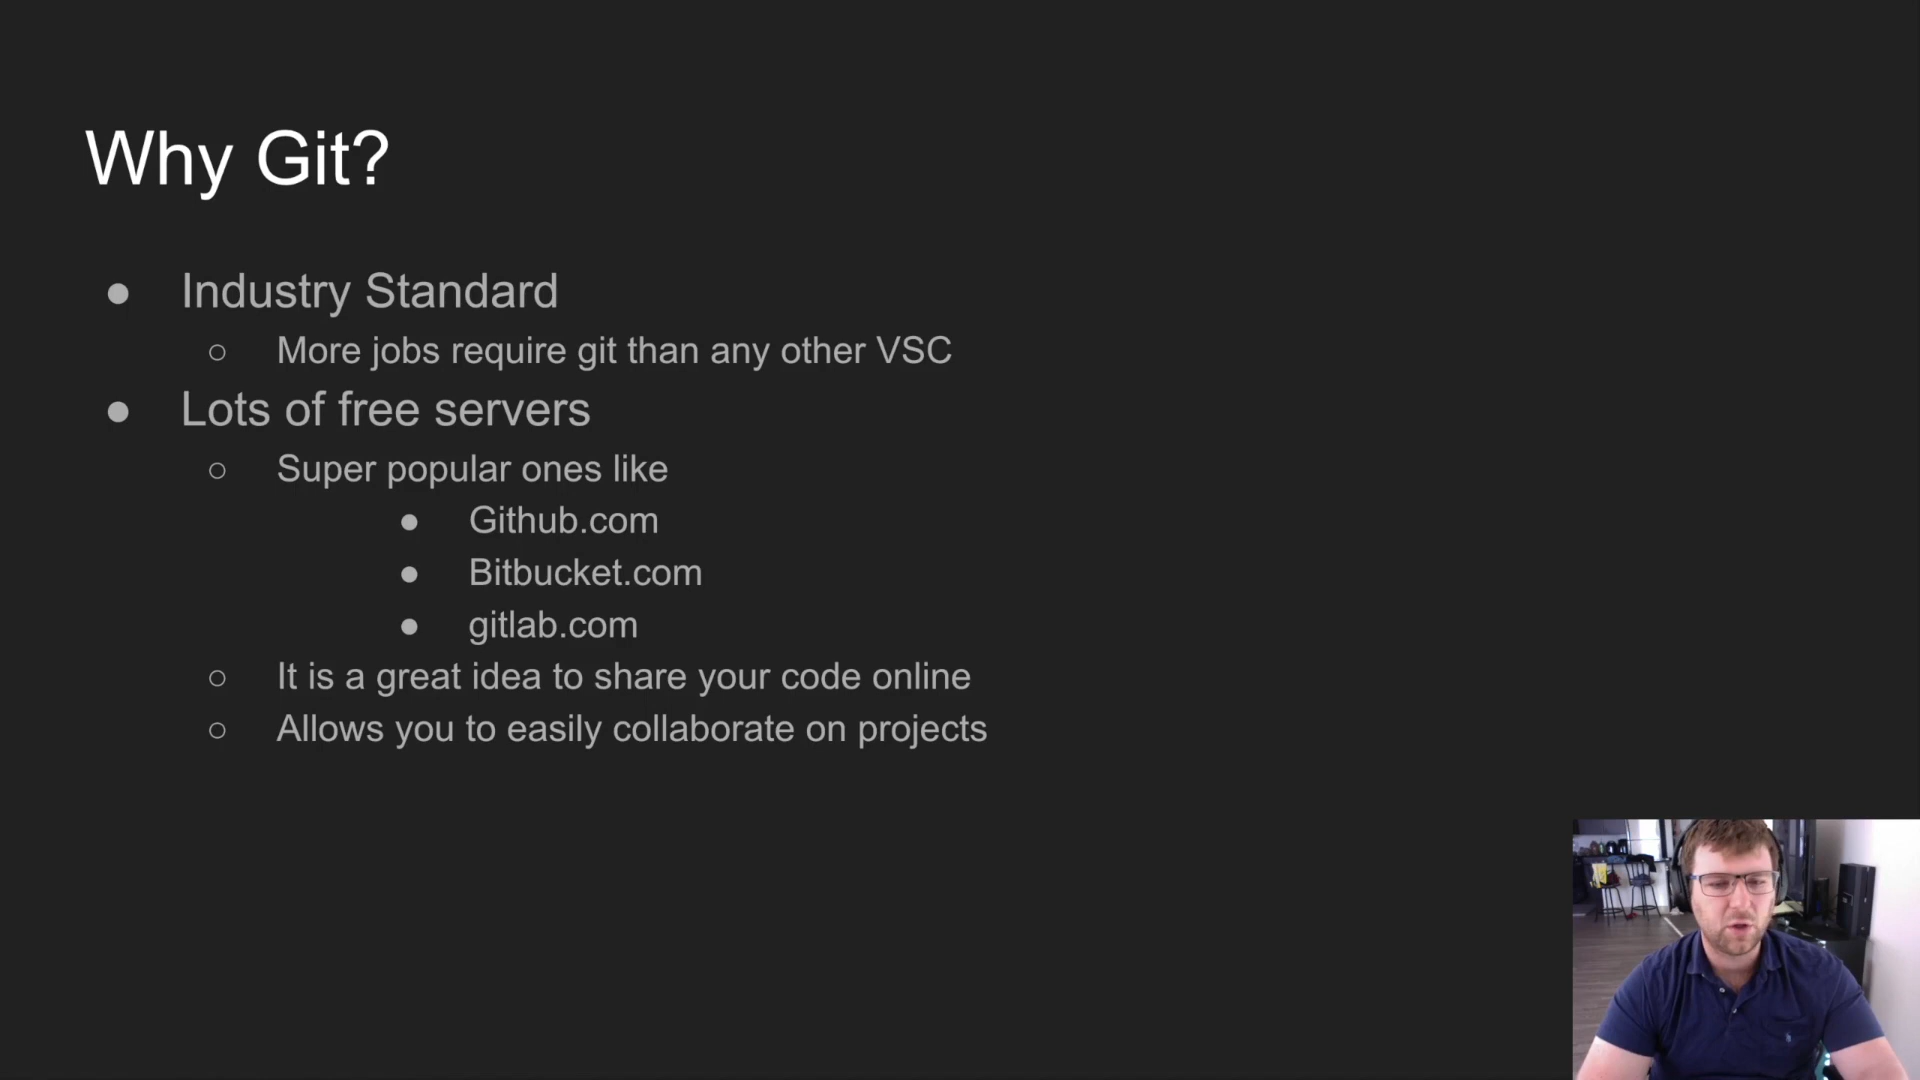 Why Git?
● Industry Standard
○ More jobs require git than any other VSC
● Lots of free servers
○ Super popular ones like
● Github.com
● Bitbucket.com
● gitlab.com
○ It is a great idea to share your code online
○ Allows you to easily collaborate on projects